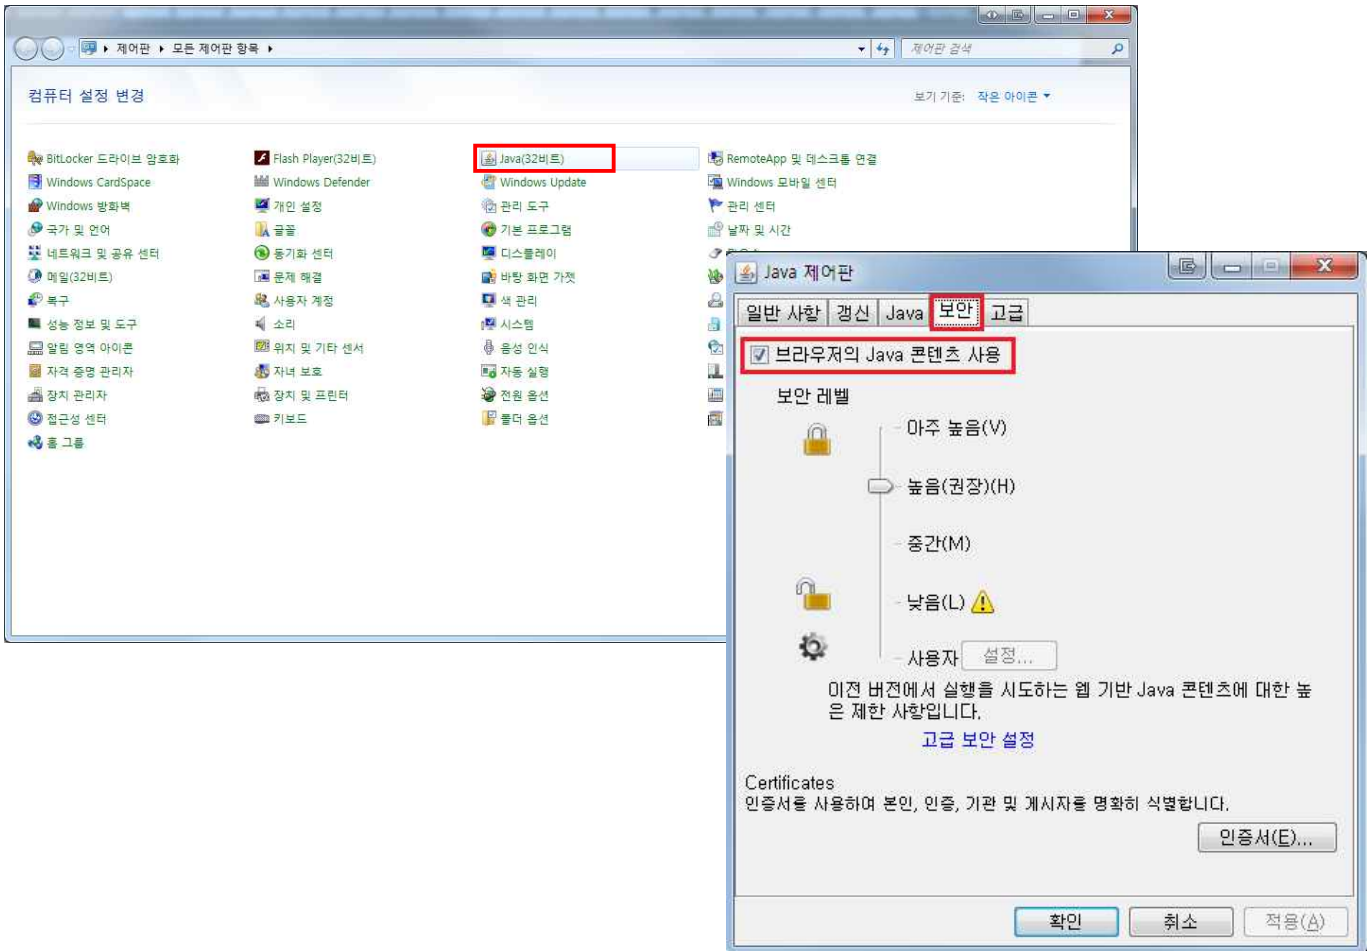 제어판 ▸ 모든 제어판 항목 ▸
제어판 검색
컴퓨터 설정 변경
보기 기준: 작은 아이콘
BitLocker 드라이브 암호화
Flash Player(32비트)
Java(32비트)
RemoteApp 및 데스크톱 연결
Windows CardSpace
Windows Defender
Windows Update
Windows 모바일 센터
Windows 방화벽
개인 설정
관리 도구
관리 센터
국가 및 언어
글꼴
기본 프로그램
날짜 및 시간
네트워크 및 공유 센터
동기화 센터
디스플레이
메일(32비트)
문제 해결
바탕 화면 가젯
복구
사용자 계정
색 관리
성능 정보 및 도구
소리
시스템
알림 영역 아이콘
위치 및 기타 센서
음성 인식
자격 증명 관리자
자녀 보호
자동 실행
장치 관리자
장치 및 프린터
전원 옵션
접근성 센터
키보드
폴더 옵션
홈 그룹
Java 제어판
일반 사항
갱신
Java
보안
고급
브라우저의 Java 콘텐츠 사용
보안 레벨
아주 높음(V)
높음(권장)(H)
중간(M)
낮음(L)
사용자 설정...
이전 버전에서 실행을 시도하는 웹 기반 Java 콘텐츠에 대한 높
은 제한 사항입니다.
고급 보안 설정
Certificates
인증서를 사용하여 본인, 인증, 기관 및 게시자를 명확히 식별합니다.
인증서(E)...
확인
취소
적용(A)